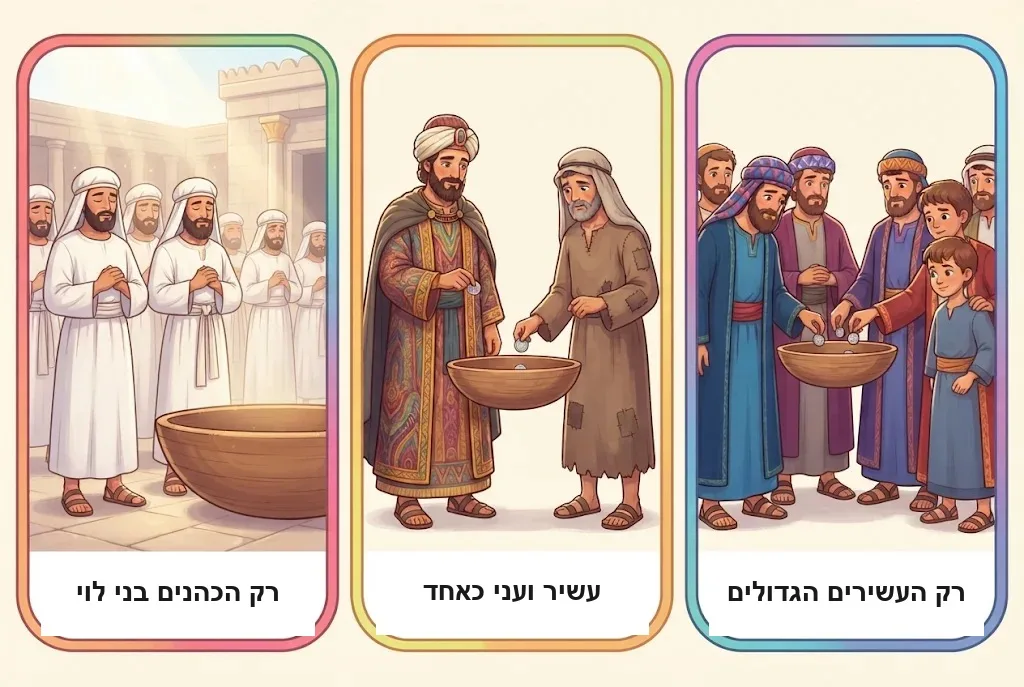 רק העשירים הגדולים
עשיר ועני כאחד
רק הכהנים בני לוי